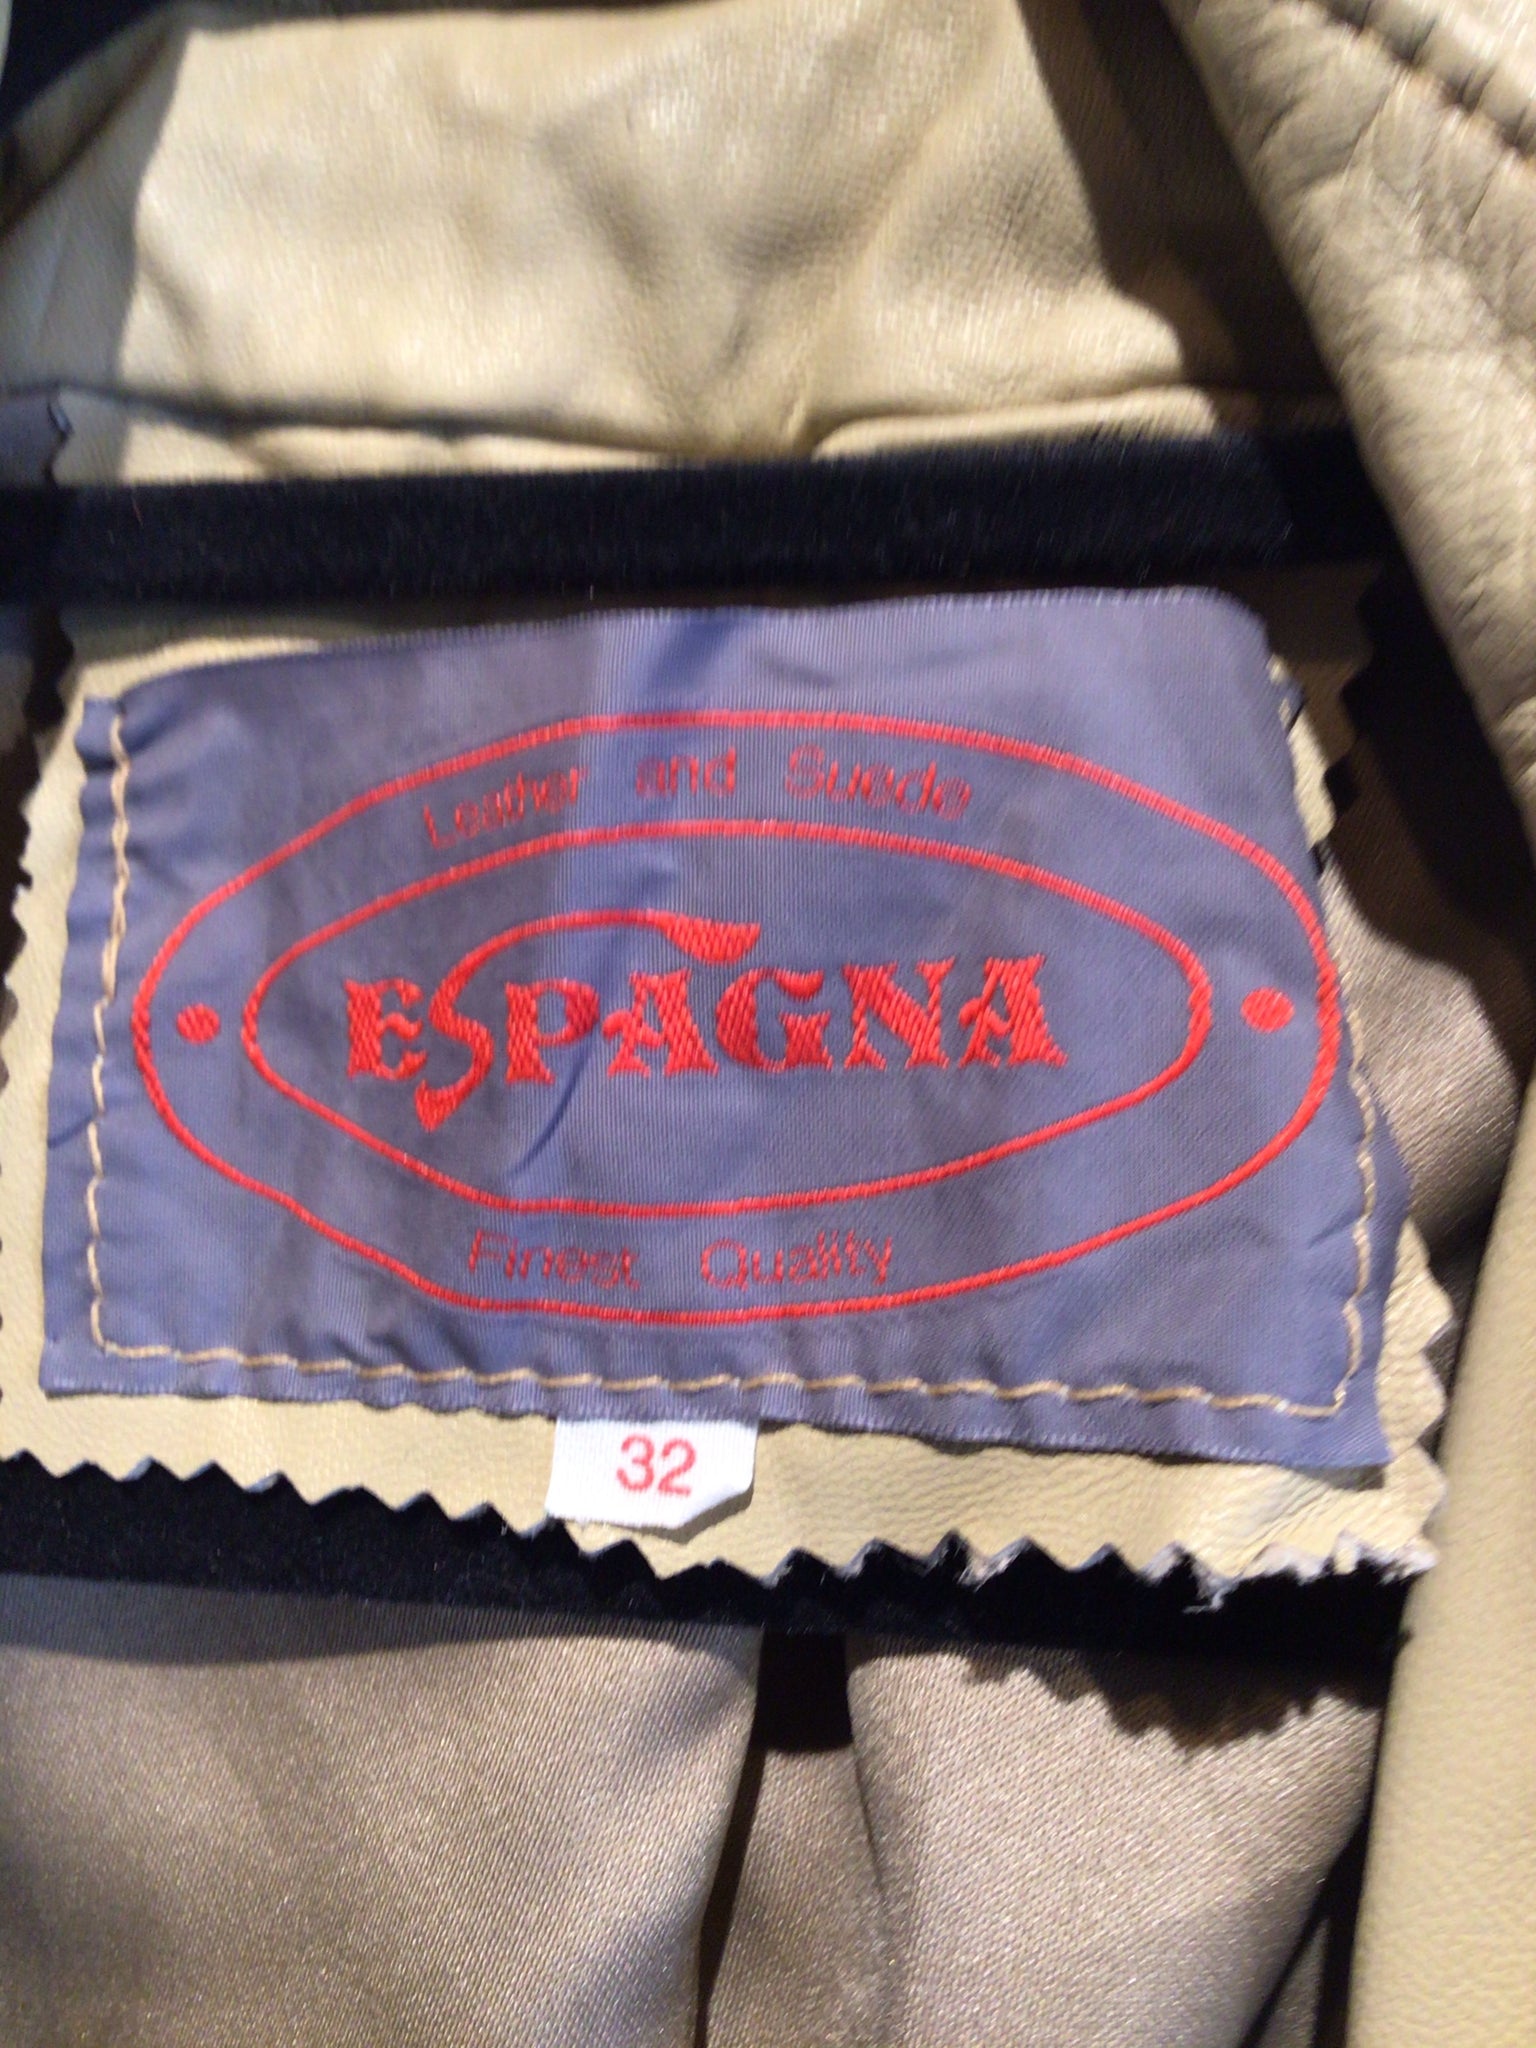 Leather and Suede
ESPAGNA
Finest Quality
32